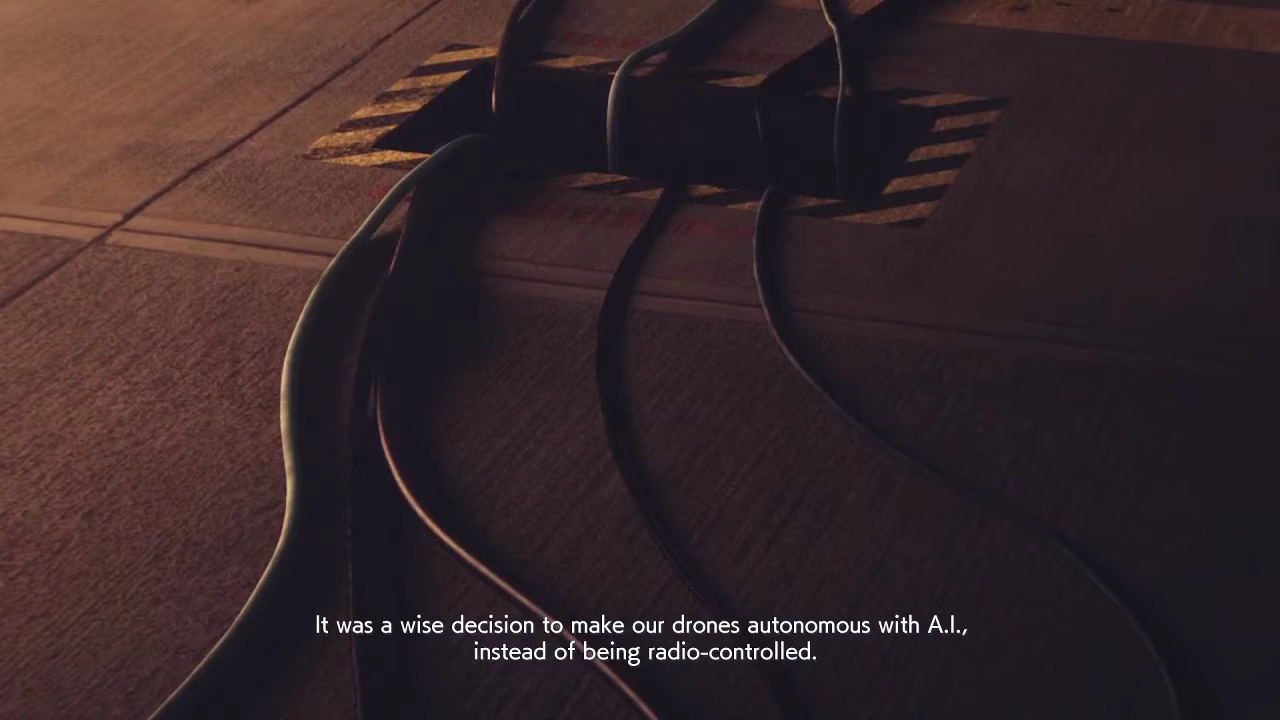 It was a wise decision to make our drones autonomous with A.I.,
instead of being radio-controlled.